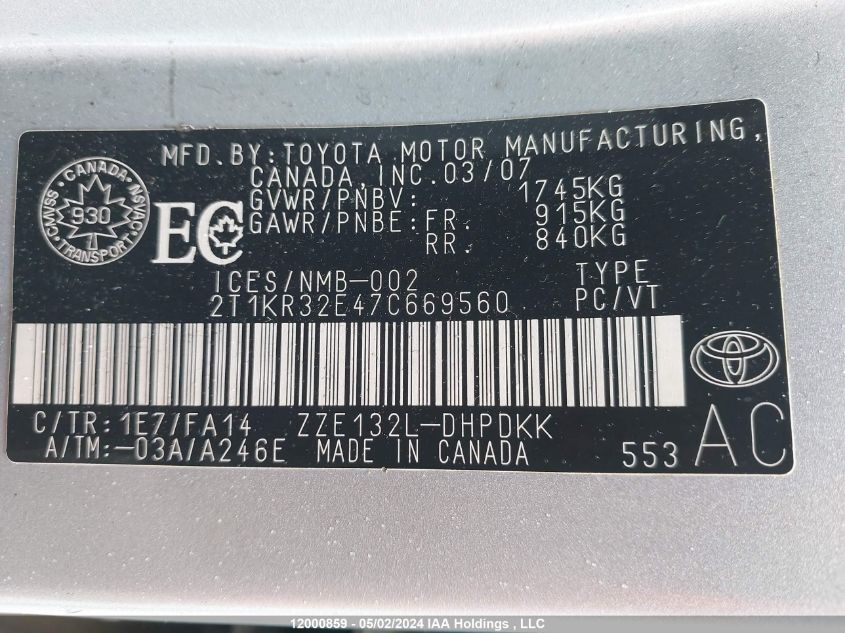 MFD.BY:TOYOTA MOTOR MANUFACTURING,
CANADA,INC.03/07
GVWR/PNBV: 1745KG
GAWR/PNBE:FR. 915KG
RR. 840KG
CANADA
CMVSS 930 NSVAC
TRANSPORT
EC
ICES/NMB-002 TYPE
2T1KR32E47C669560 PC/VT
C/TR:1E7/FA14 ZZE132L-DHPDKK
A/TM:-03A/A246E MADE IN CANADA 553 AC
12000859 - 05/02/2024 IAA Holdings , LLC